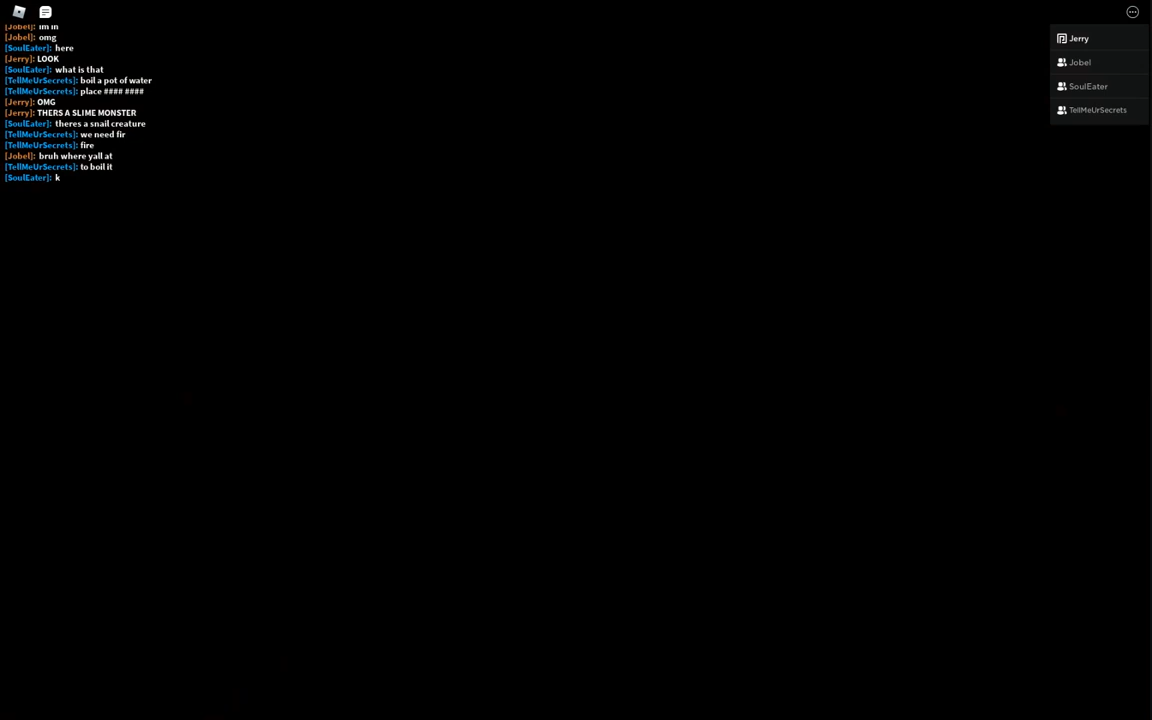 [Jobel]: im in
[Jobel]: omg
[SoulEater]: here
[Jerry]: LOOK
[SoulEater]: what is that
[TellMeUrSecrets]: boil a pot of water
[TellMeUrSecrets]: place #### ####
[Jerry]: OMG
[Jerry]: THERS A SLIME MONSTER
[SoulEater]: theres a snail creature
[TellMeUrSecrets]: we need fir
[TellMeUrSecrets]: fire
[Jobel]: bruh where yall at
[TellMeUrSecrets]: to boil it
[SoulEater]: k
Jerry
Jobel
SoulEater
TellMeUrSecrets